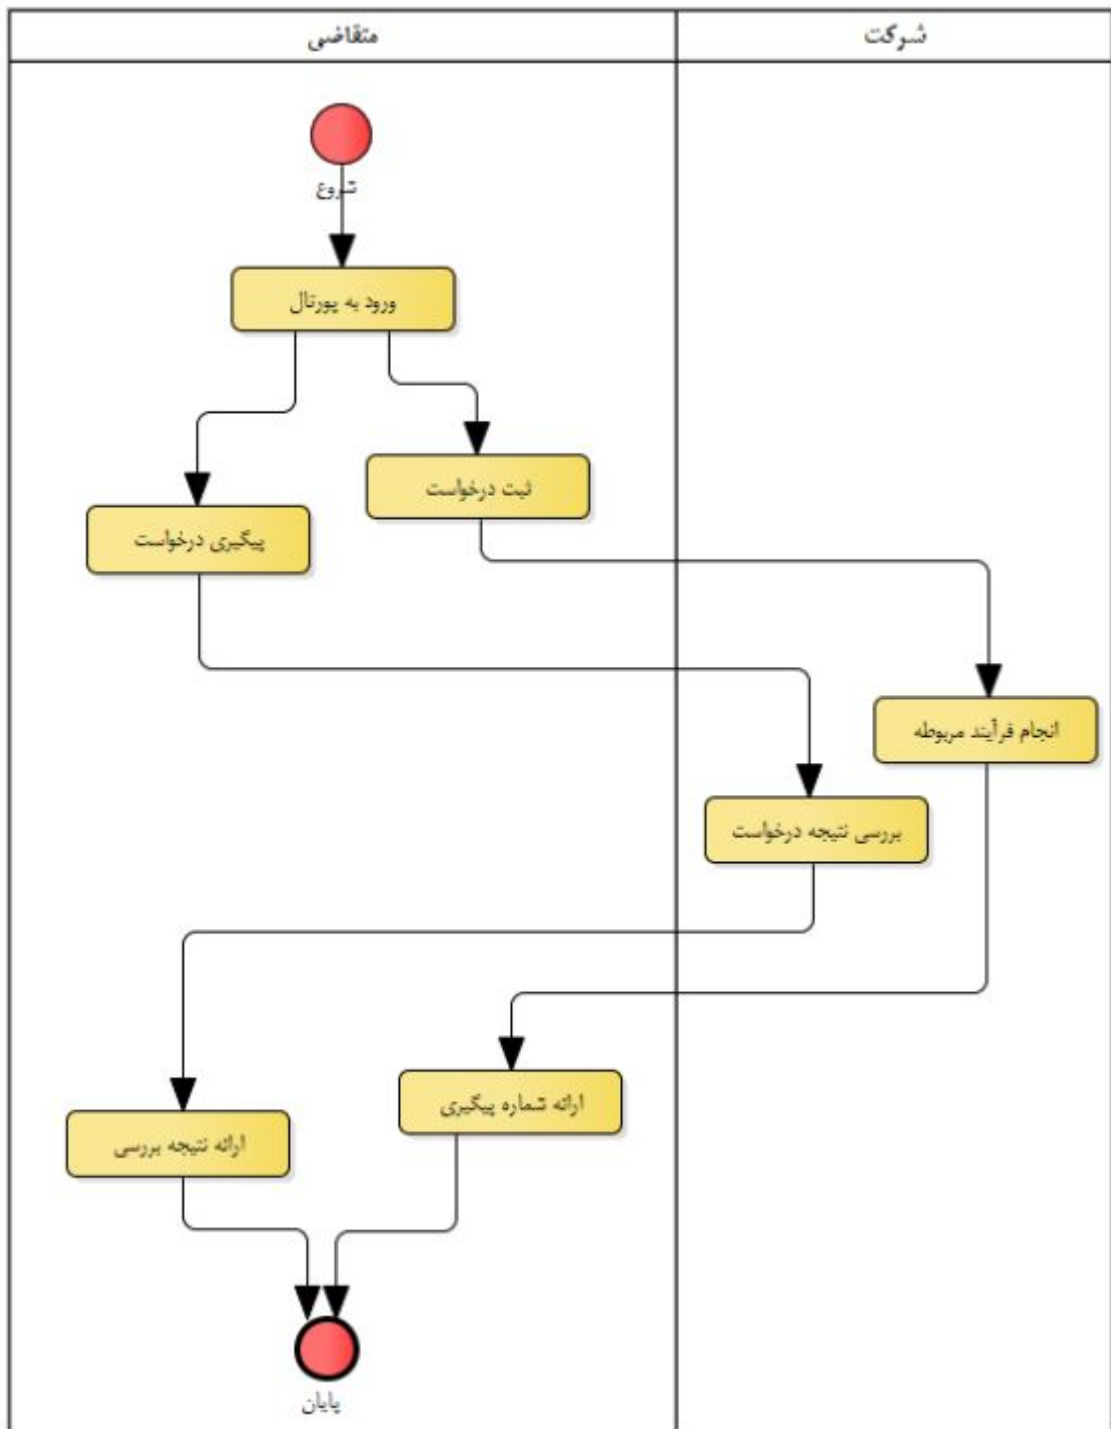 شرکت
متقاضی
شروع
ورود به پورتال
ثبت درخواست
پیگیری درخواست
انجام فرآیند مربوطه
بررسی نتیجه درخواست
ارائه شماره پیگیری
ارائه نتیجه بررسی
پایان